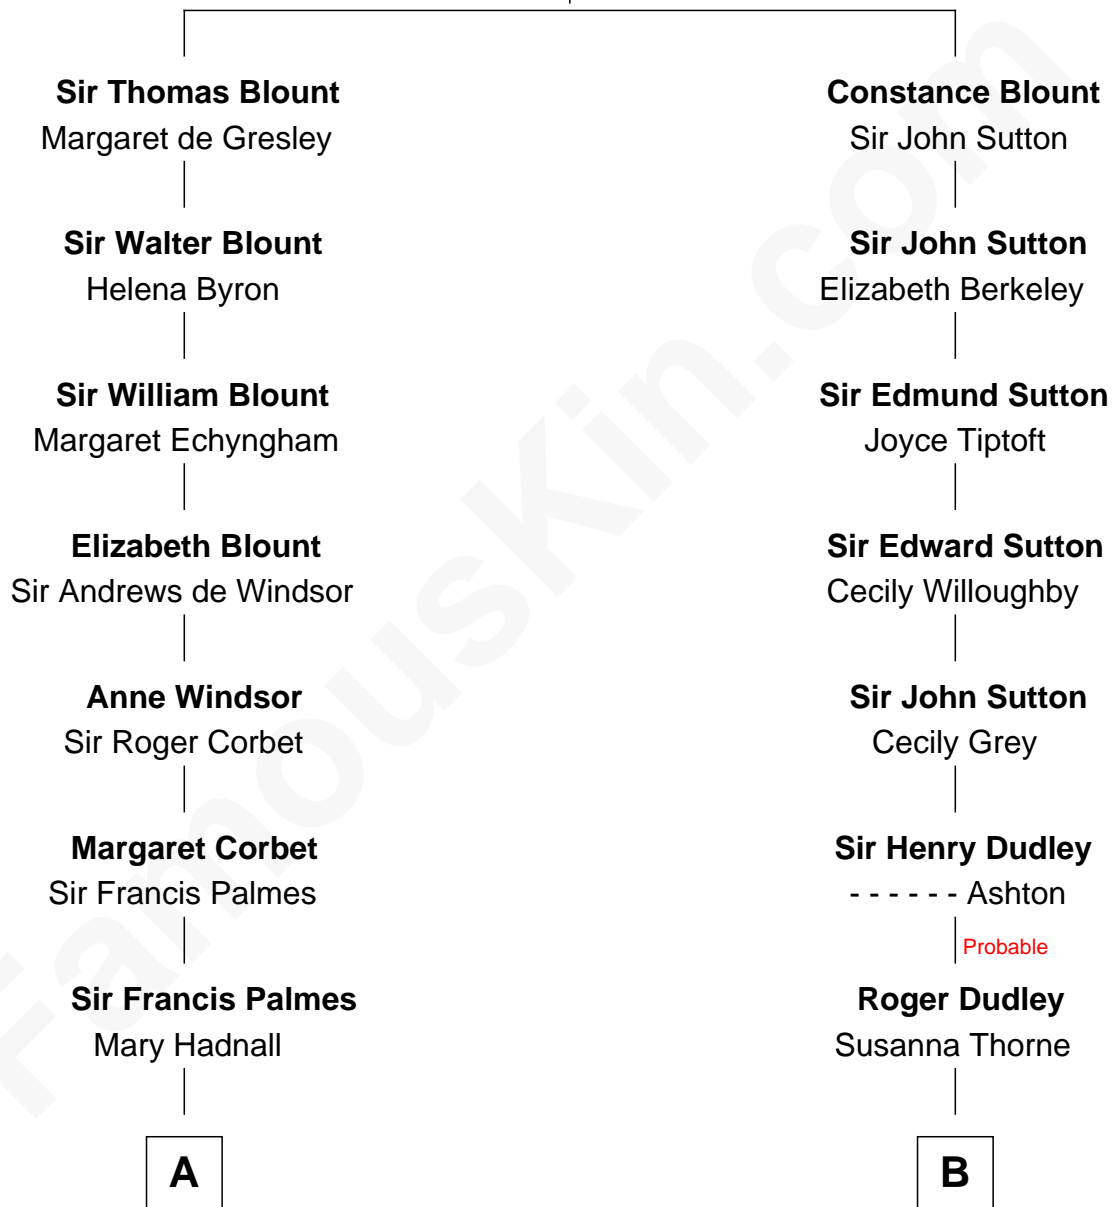 Sir Thomas Blount
Margaret de Gresley
Sir Walter Blount
Helena Byron
Sir William Blount
Margaret Echyngham
Elizabeth Blount
Sir Andrews de Windsor
Anne Windsor
Sir Roger Corbet
Margaret Corbet
Sir Francis Palmes
Sir Francis Palmes
Mary Hadnall
A
Constance Blount
Sir John Sutton
Sir John Sutton
Elizabeth Berkeley
Sir Edmund Sutton
Joyce Tiptoft
Sir Edward Sutton
Cecily Willoughby
Sir John Sutton
Cecily Grey
Sir Henry Dudley
- - - - - - Ashton
Probable
Roger Dudley
Susanna Thorne
B
FamousKin.com